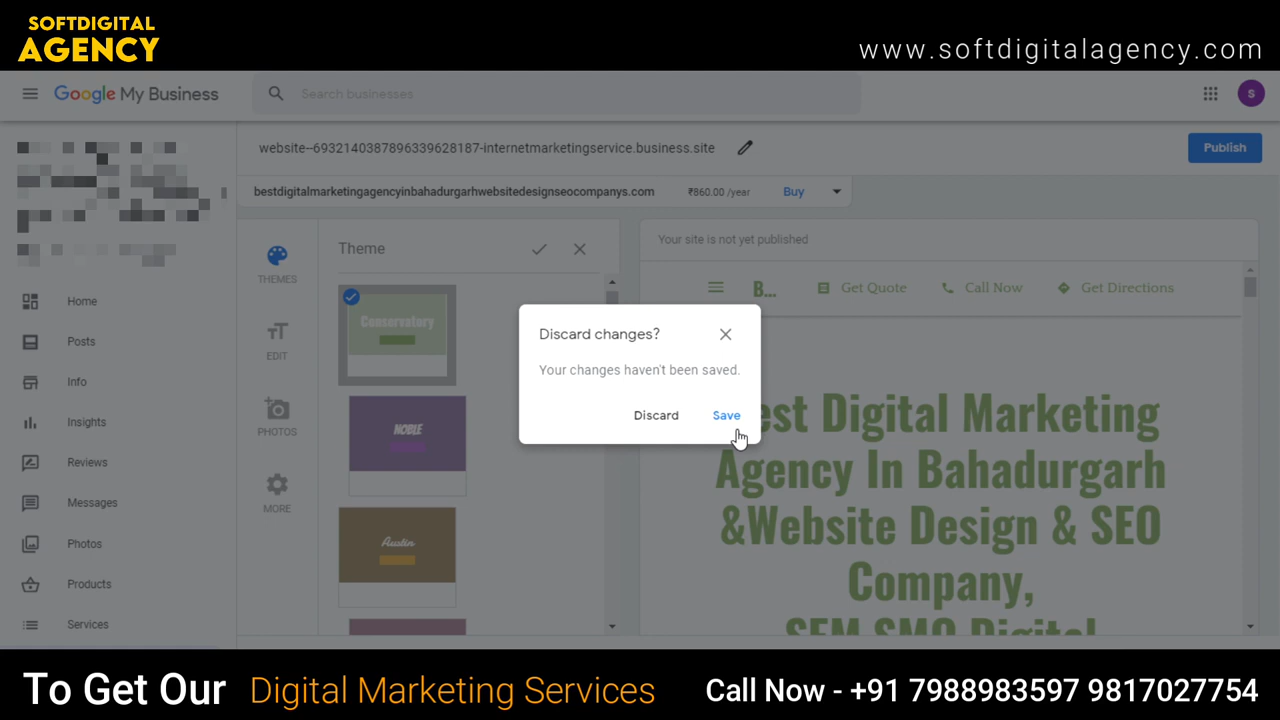 SOFTDIGITAL
AGENCY
www.softdigitalagency.com
Google My Business
Search businesses
S
website--6932140387896339628187-internetmarketingservice.business.site
Publish
bestdigitalmarketingagencyinbahadurgarhwebsitedesignseocompanys.com ₹860.00 /year Buy
THEMES
EDIT
PHOTOS
MORE
Theme
Conservatory
NOBLE
Austin
Your site is not yet published
B... Get Quote Call Now Get Directions
est Digital Marketing
Agency In Bahadurgarh
&Website Design & SEO
Company,
SEM SMO Digital
Discard changes?
Your changes haven't been saved.
Discard Save
Home
Posts
Info
Insights
Reviews
Messages
Photos
Products
Services
To Get Our Digital Marketing Services Call Now - +91 7988983597 9817027754